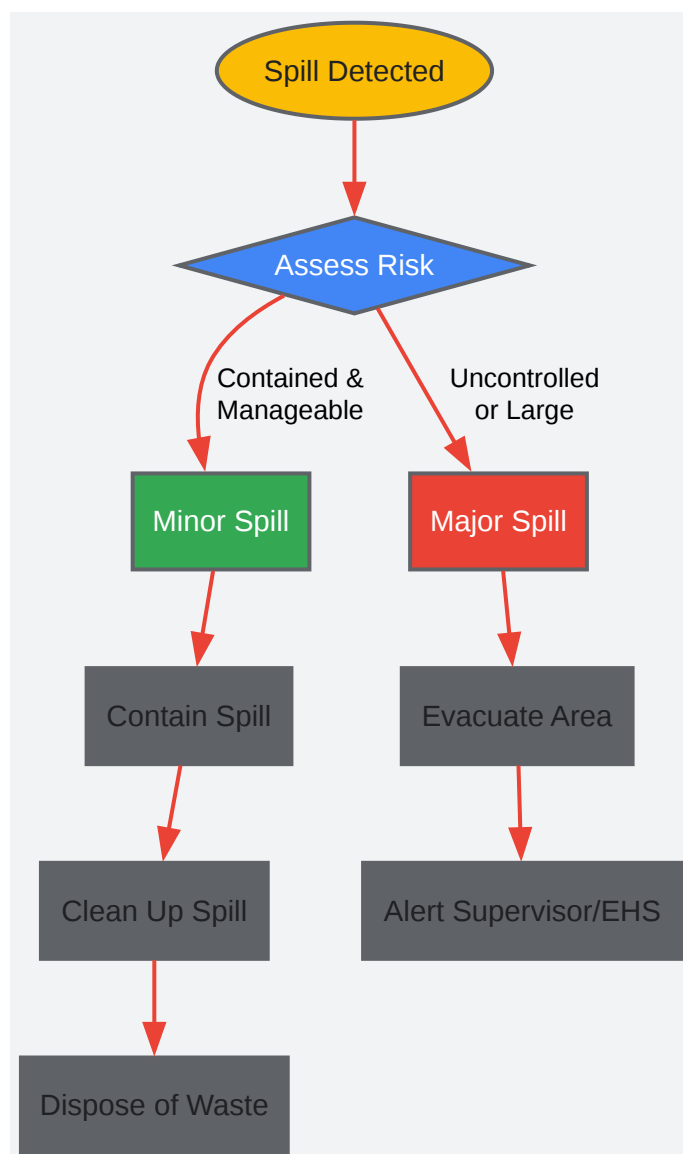 Spill Detected
Assess Risk
Contained &
Manageable
Uncontrolled
or Large
Minor Spill
Major Spill
Contain Spill
Evacuate Area
Clean Up Spill
Alert Supervisor/EHS
Dispose of Waste